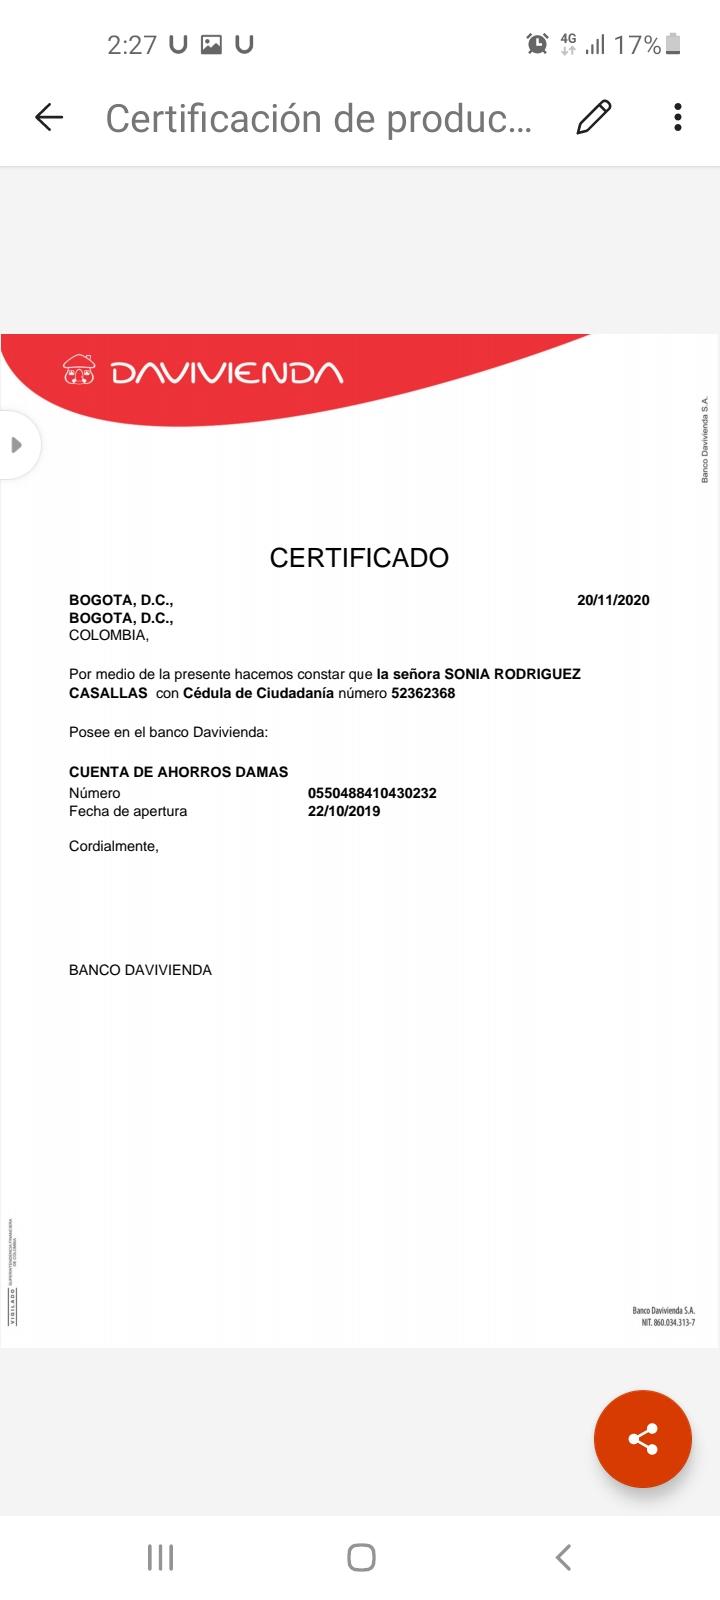 2:27
4G
17%
Certificación de produc...
DAVIVIENDA
Banco Davivienda S.A.
CERTIFICADO
BOGOTA, D.C., 20/11/2020
BOGOTA, D.C.,
COLOMBIA,
Por medio de la presente hacemos constar que la señora SONIA RODRIGUEZ
CASALLAS con Cédula de Ciudadanía número 52362368
Posee en el banco Davivienda:
CUENTA DE AHORROS DAMAS
Número 0550488410430232
Fecha de apertura 22/10/2019
Cordialmente,
BANCO DAVIVIENDA
VIGILADO SUPERINTENDENCIA FINANCIERA
DE COLOMBIA
Banco Davivienda S.A.
NIT. 860.034.313-7